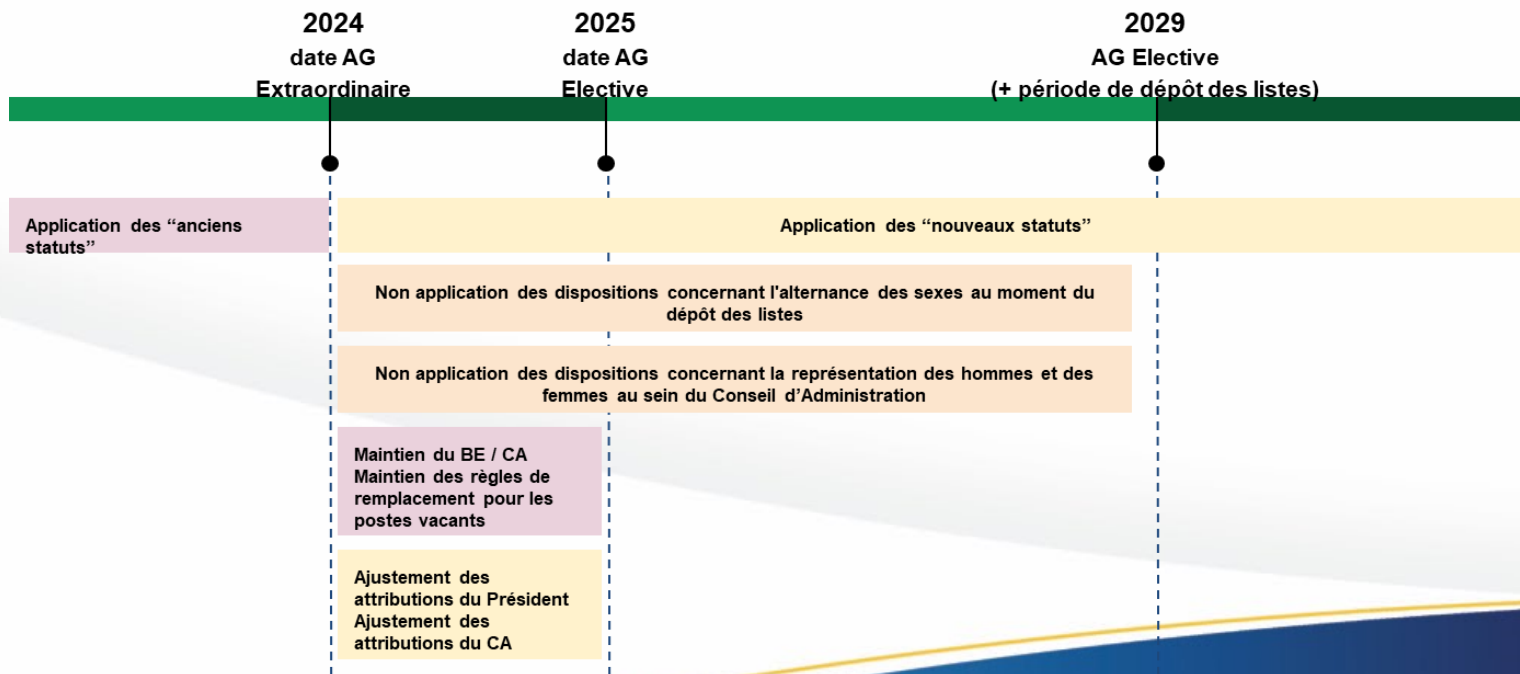 2024
date AG
Extraordinaire
2025
date AG
Elective
2029
AG Elective
(+ période de dépôt des listes)
Application des “anciens
statuts”
Application des “nouveaux statuts”
Non application des dispositions concernant l'alternance des sexes au moment du
dépôt des listes
Non application des dispositions concernant la représentation des hommes et des
femmes au sein du Conseil d’Administration
Maintien du BE / CA
Maintien des règles de
remplacement pour les
postes vacants
Ajustement des
attributions du Président
Ajustement des
attributions du CA